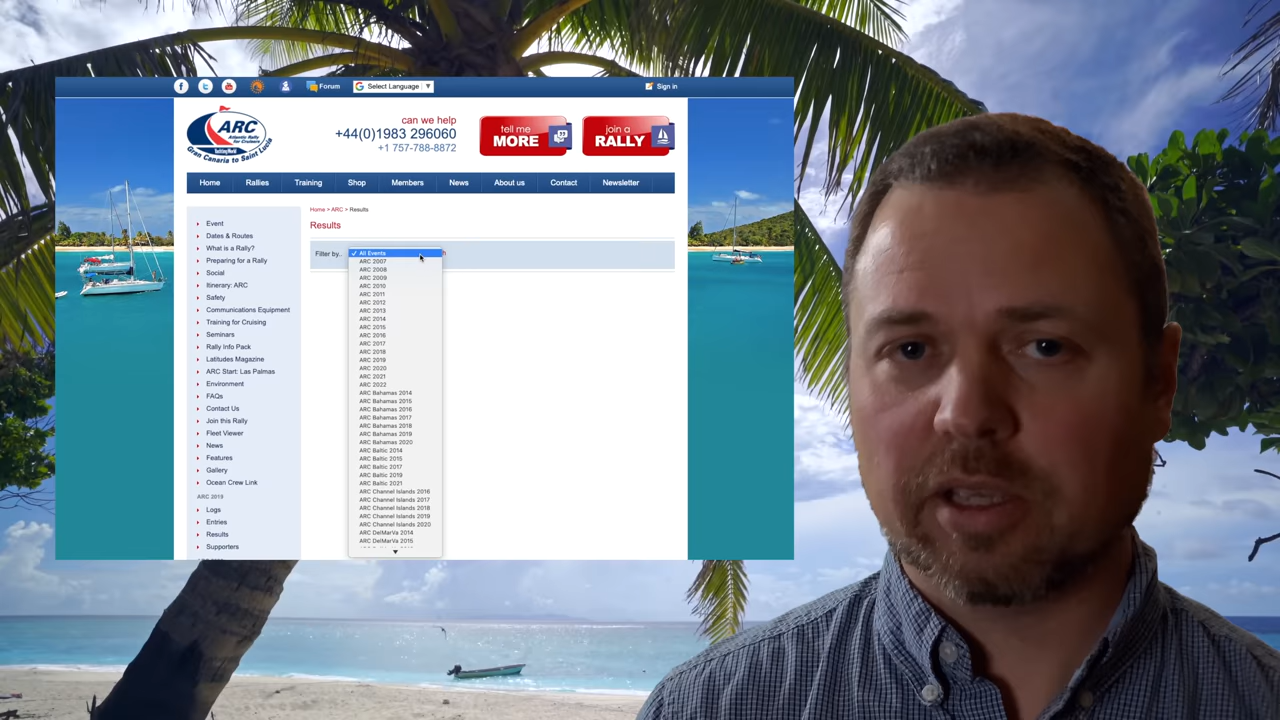 Forum
Select Language
Sign in
ARC
Atlantic Rally
for Cruisers
Yachting World
Gran Canaria to Saint Lucia
can we help
+44(0)1983 296060
+1 757-788-8872
tell me
MORE
join a
RALLY
Home Rallies Training Shop Members News About us Contact Newsletter
Home > ARC > Results
Results
Filter by..
All Events
ARC 2007
ARC 2008
ARC 2009
ARC 2010
ARC 2011
ARC 2012
ARC 2013
ARC 2014
ARC 2015
ARC 2016
ARC 2017
ARC 2018
ARC 2019
ARC 2020
ARC 2021
ARC 2022
ARC Bahamas 2014
ARC Bahamas 2015
ARC Bahamas 2016
ARC Bahamas 2017
ARC Bahamas 2018
ARC Bahamas 2019
ARC Bahamas 2020
ARC Baltic 2014
ARC Baltic 2015
ARC Baltic 2017
ARC Baltic 2019
ARC Baltic 2021
ARC Channel Islands 2016
ARC Channel Islands 2017
ARC Channel Islands 2018
ARC Channel Islands 2019
ARC Channel Islands 2020
ARC DelMarVa 2014
ARC DelMarVa 2015
Event
Dates & Routes
What is a Rally?
Preparing for a Rally
Social
Itinerary: ARC
Safety
Communications Equipment
Training for Cruising
Seminars
Rally Info Pack
Latitudes Magazine
ARC Start: Las Palmas
Environment
FAQs
Contact Us
Join this Rally
Fleet Viewer
News
Features
Gallery
Ocean Crew Link
ARC 2019
Logs
Entries
Results
Supporters